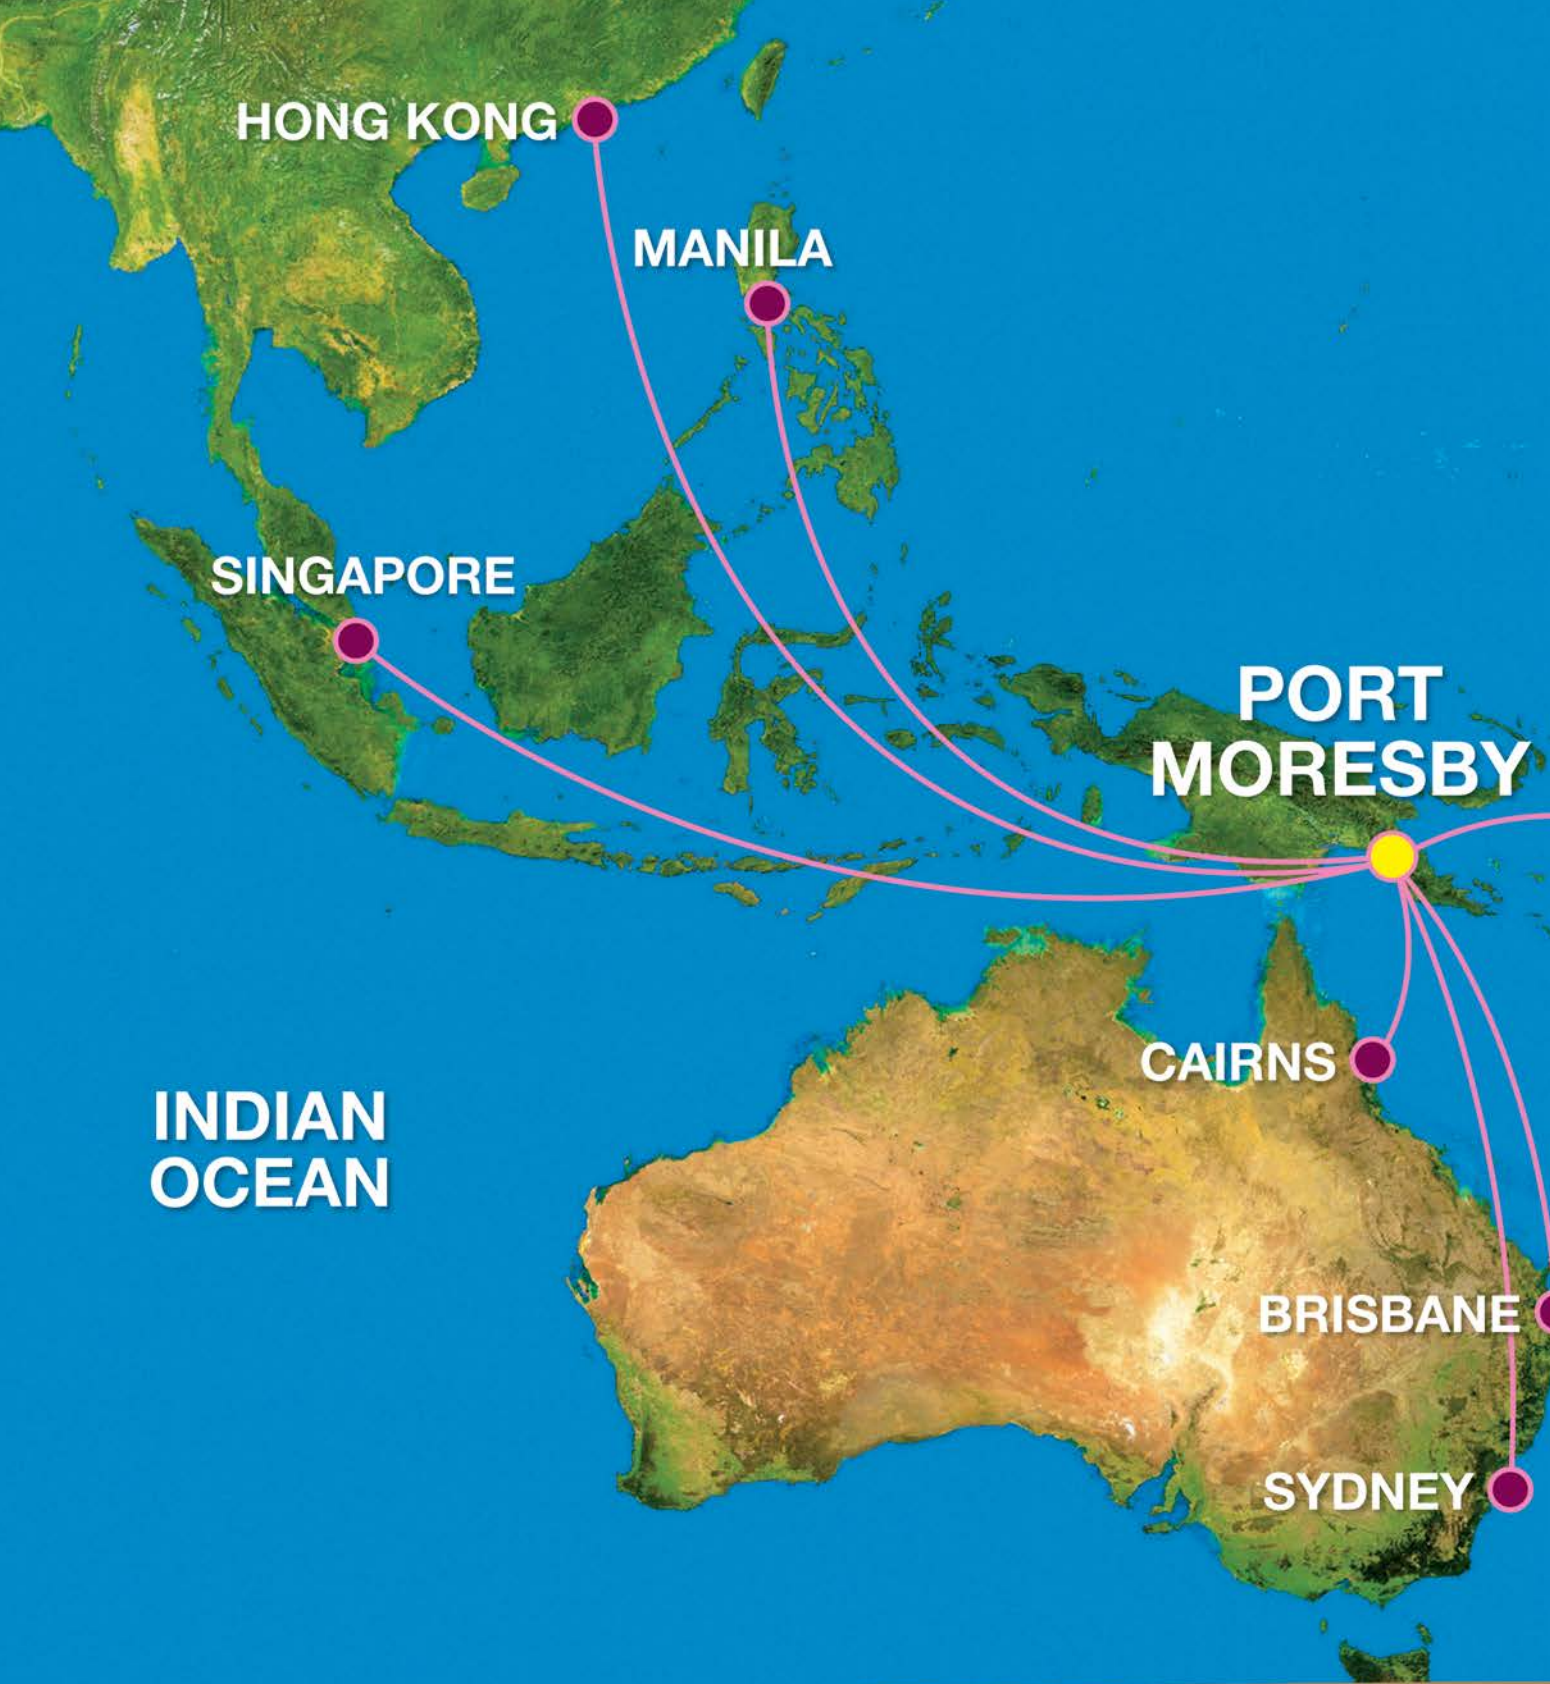 HONG KONG
MANILA
SINGAPORE
PORT
MORESBY
CAIRNS
INDIAN
OCEAN
BRISBANE
SYDNEY